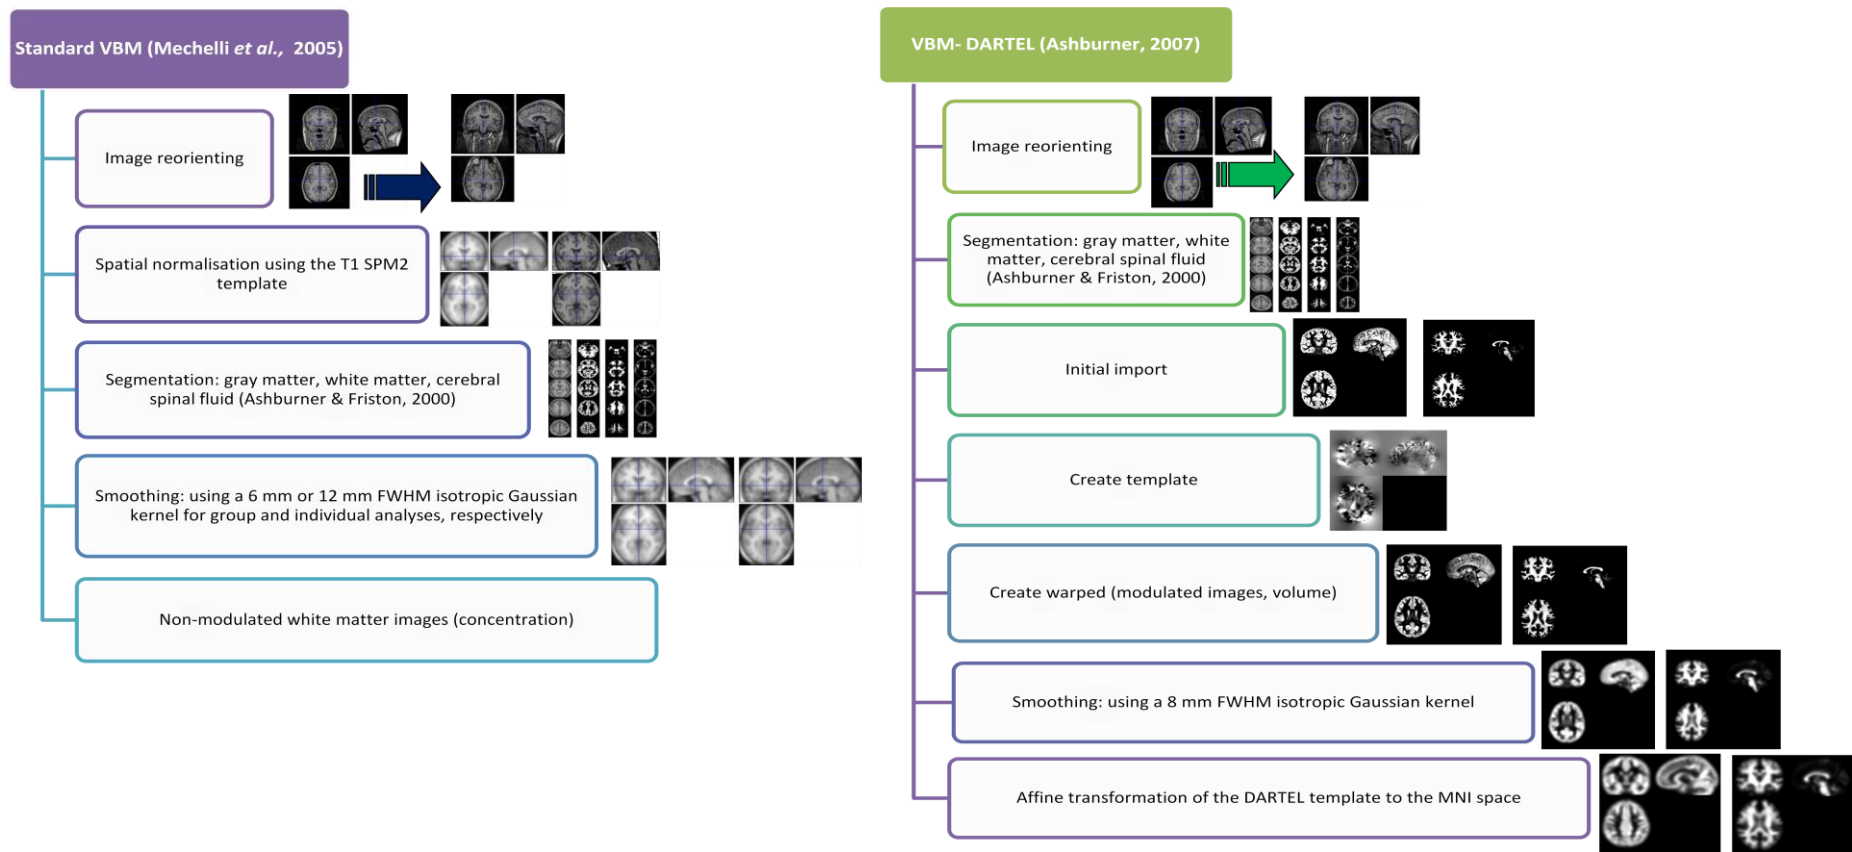 Standard VBM (Mechelli et al., 2005)
Image reorienting
Spatial normalisation using the T1 SPM2
template
Segmentation: gray matter, white matter, cerebral
spinal fluid (Ashburner & Friston, 2000)
Smoothing: using a 6 mm or 12 mm FWHM isotropic Gaussian
kernel for group and individual analyses, respectively
Non-modulated white matter images (concentration)
VBM- DARTEL (Ashburner, 2007)
Image reorienting
Segmentation: gray matter, white
matter, cerebral spinal fluid
(Ashburner & Friston, 2000)
Initial import
Create template
Create warped (modulated images, volume)
Smoothing: using a 8 mm FWHM isotropic Gaussian kernel
Affine transformation of the DARTEL template to the MNI space